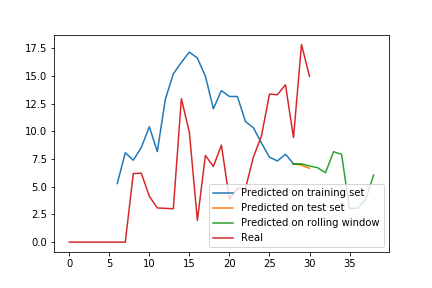 17.5
15.0
12.5
10.0
7.5
5.0
2.5
0.0
Predicted on training set
Predicted on test set
Predicted on rolling window
Real
0 5 10 15 20 25 30 35